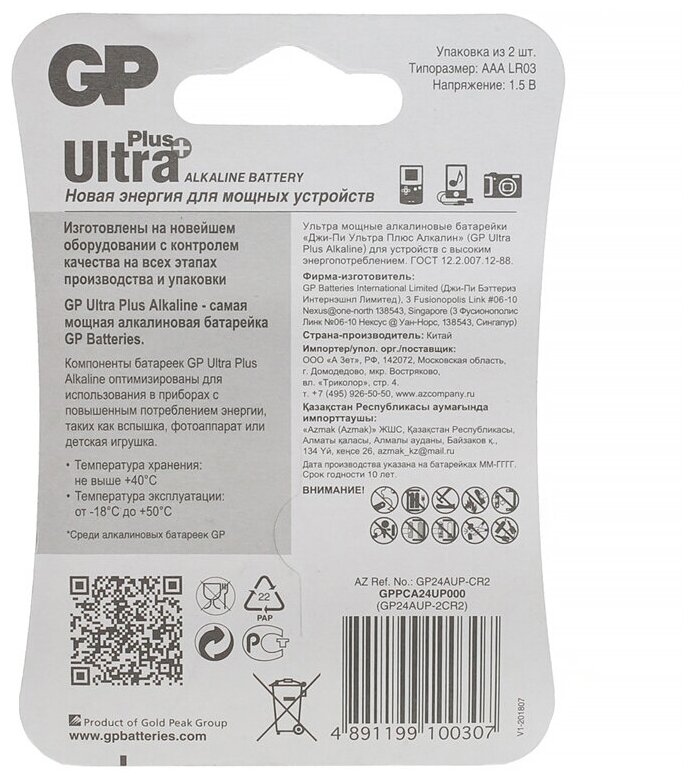 GP
Упаковка из 2 шт.
Типоразмер: AAA LR03
Напряжение: 1.5 В
Plus+
Ultra
ALKALINE BATTERY
Новая энергия для мощных устройств
Изготовлены на новейшем
оборудовании с контролем
качества на всех этапах
производства и упаковки
GP Ultra Plus Alkaline - самая
мощная алкалиновая батарейка
GP Batteries.
Компоненты батареек GP Ultra Plus
Alkaline оптимизированы для
использования в приборах с
повышенным потреблением энергии,
таких как вспышка, фотоаппарат или
детская игрушка.
• Температура хранения:
не выше +40°C
• Температура эксплуатации:
от -18°C до +50°C
*Среди алкалиновых батареек GP
Ультра мощные алкалиновые батарейки
«Джи-Пи Ультра Плюс Алкалин» (GP Ultra
Plus Alkaline) для устройств с высоким
энергопотреблением. ГОСТ 12.2.007.12-88.
Фирма-изготовитель:
GP Batteries International Limited (Джи-Пи Бэттериз
Интернэшнл Лимитед), 3 Fusionopolis Link #06-10
Nexus@one-north 138543, Singapore (3 Фусионополис
Линк №06-10 Нексус @ Уан-Норс, 138543, Сингапур)
Страна-производитель: Китай
Импортер/упол. орг./поставщик:
ООО «А Зет», РФ, 142072, Московская область,
г. Домодедово, мкр. Востряково,
вл. «Триколор», стр. 4.
т. +7 (495) 926-50-50, www.azcompany.ru
Қазақстан Республикасы аумағында
импорттаушы:
«Azmak (Azmak)» ЖШС, Қазақстан Республикасы,
Алматы қаласы, Алмалы ауданы, Байзаков қ.,
134 Үй, кеңсе 26, azmak_kz@mail.ru
Дата производства указана на батарейках ММ-ГГГГ.
Срок годности 10 лет.
ВНИМАНИЕ!
AZ Ref. No.: GP24AUP-CR2
GPPCA24UP000
(GP24AUP-2CR2)
22
PAP
Product of Gold Peak Group
www.gpbatteries.com
4 891199 100307
V1-201807